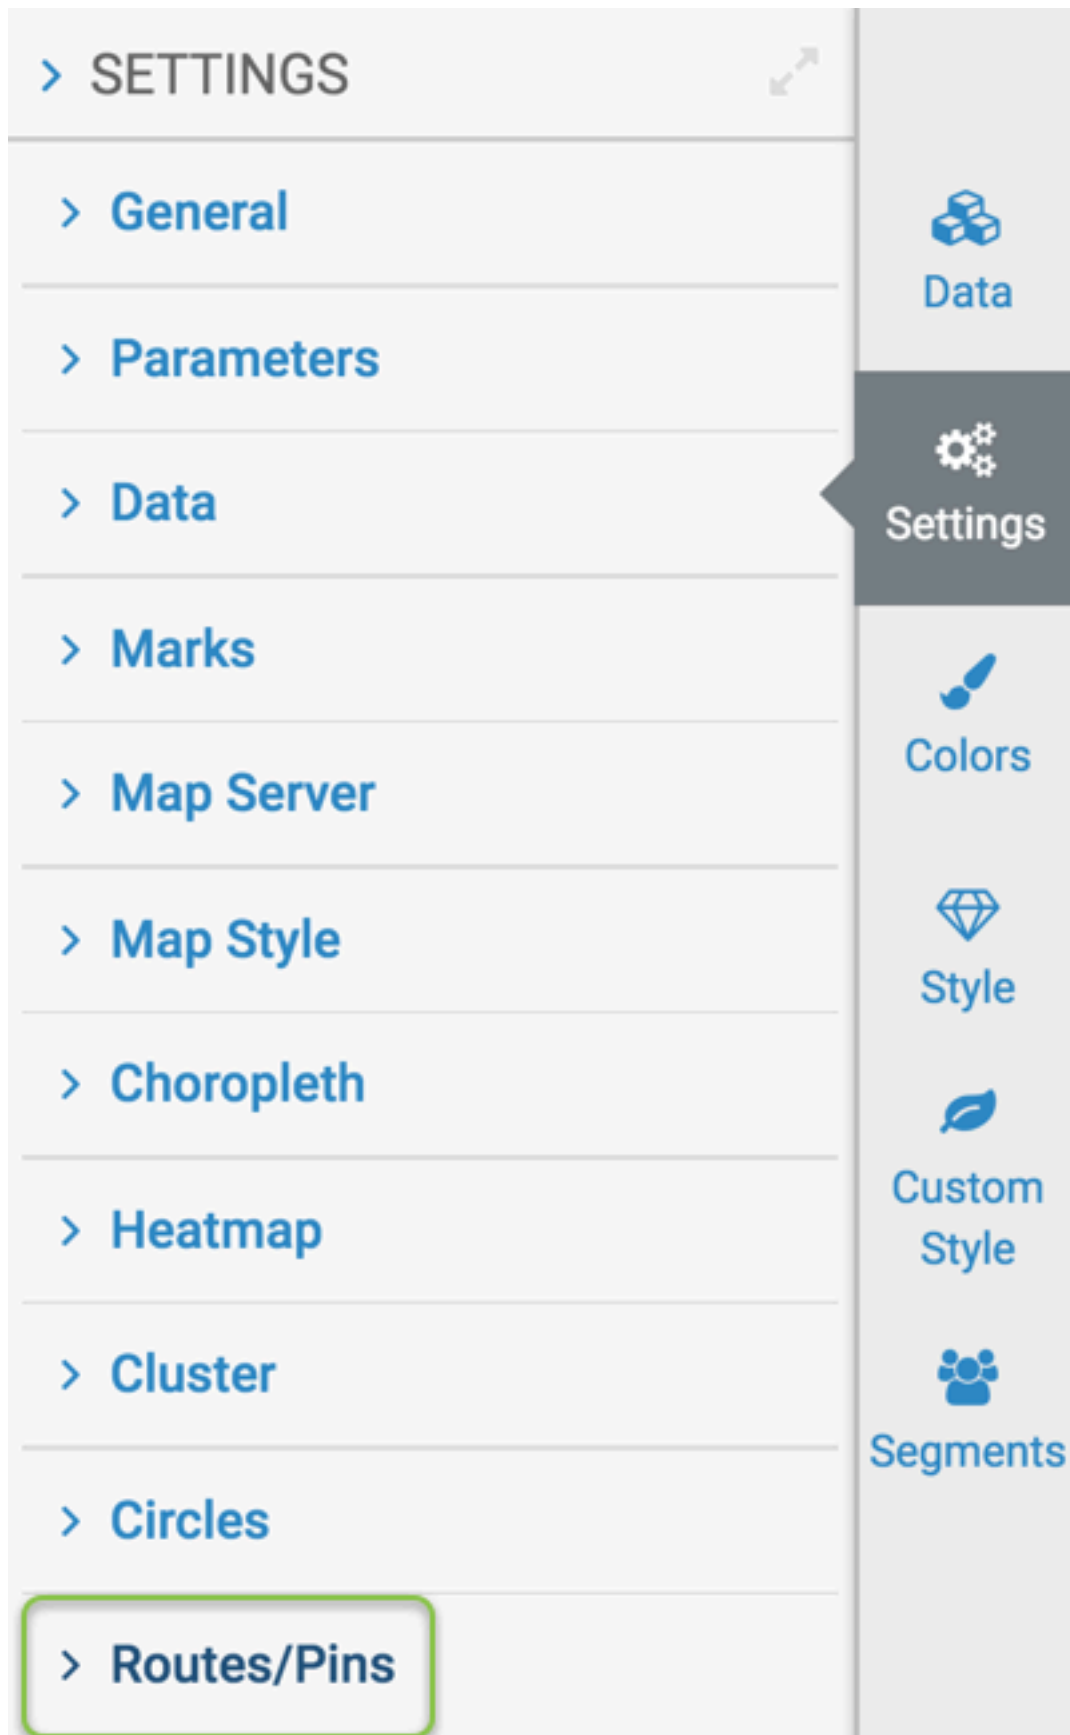 SETTINGS
General
Parameters
Data
Marks
Map Server
Map Style
Choropleth
Heatmap
Cluster
Circles
Routes/Pins
Data
Settings
Colors
Style
Custom
Style
Segments